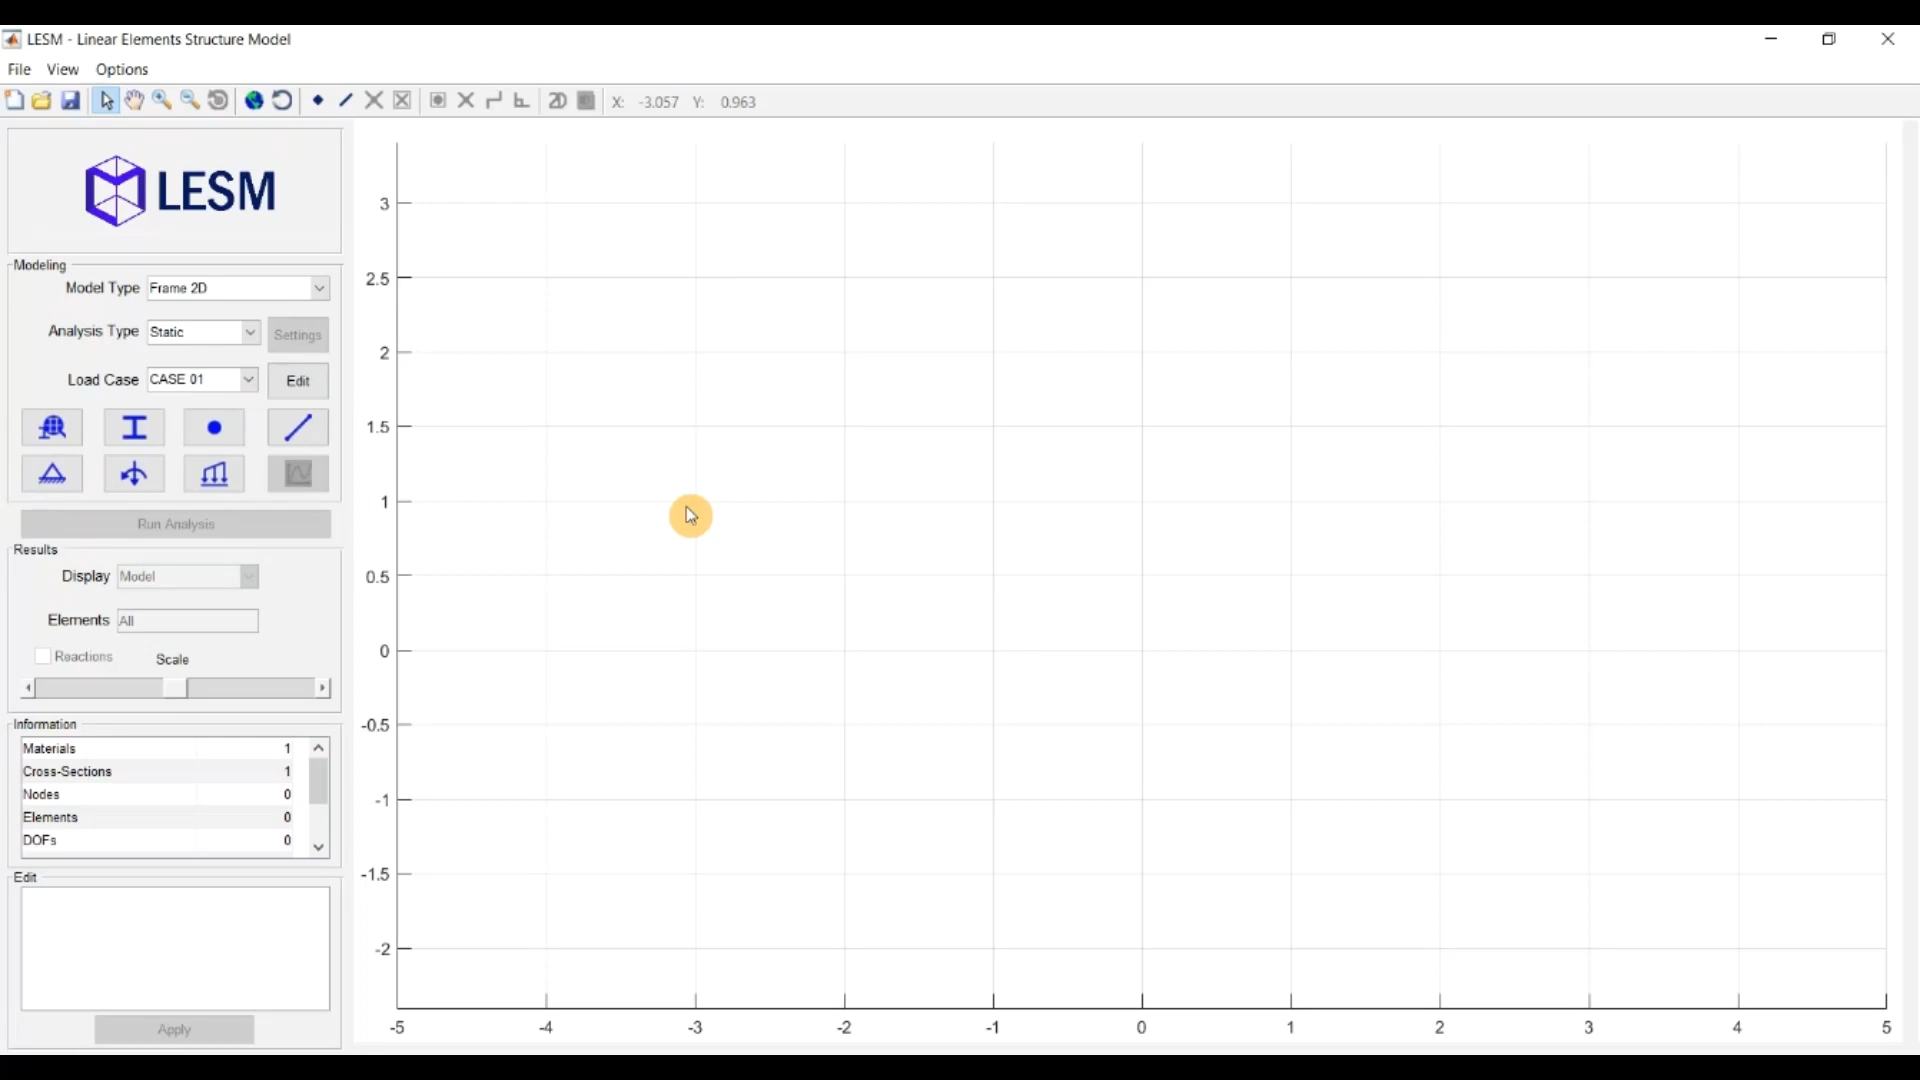 LESM - Linear Elements Structure Model
File View Options
2D X: -3.057 Y: 0.963
LESM
Modeling
Model Type Frame 2D
Analysis Type Static Settings
Load Case CASE 01 Edit
Run Analysis
Results
Display Model
Elements All
Reactions Scale
Information
Materials 1
Cross-Sections 1
Nodes 0
Elements 0
DOFs 0
Edit
Apply
3
2.5
2
1.5
1
0.5
0
-0.5
-1
-1.5
-2
-5 -4 -3 -2 -1 0 1 2 3 4 5